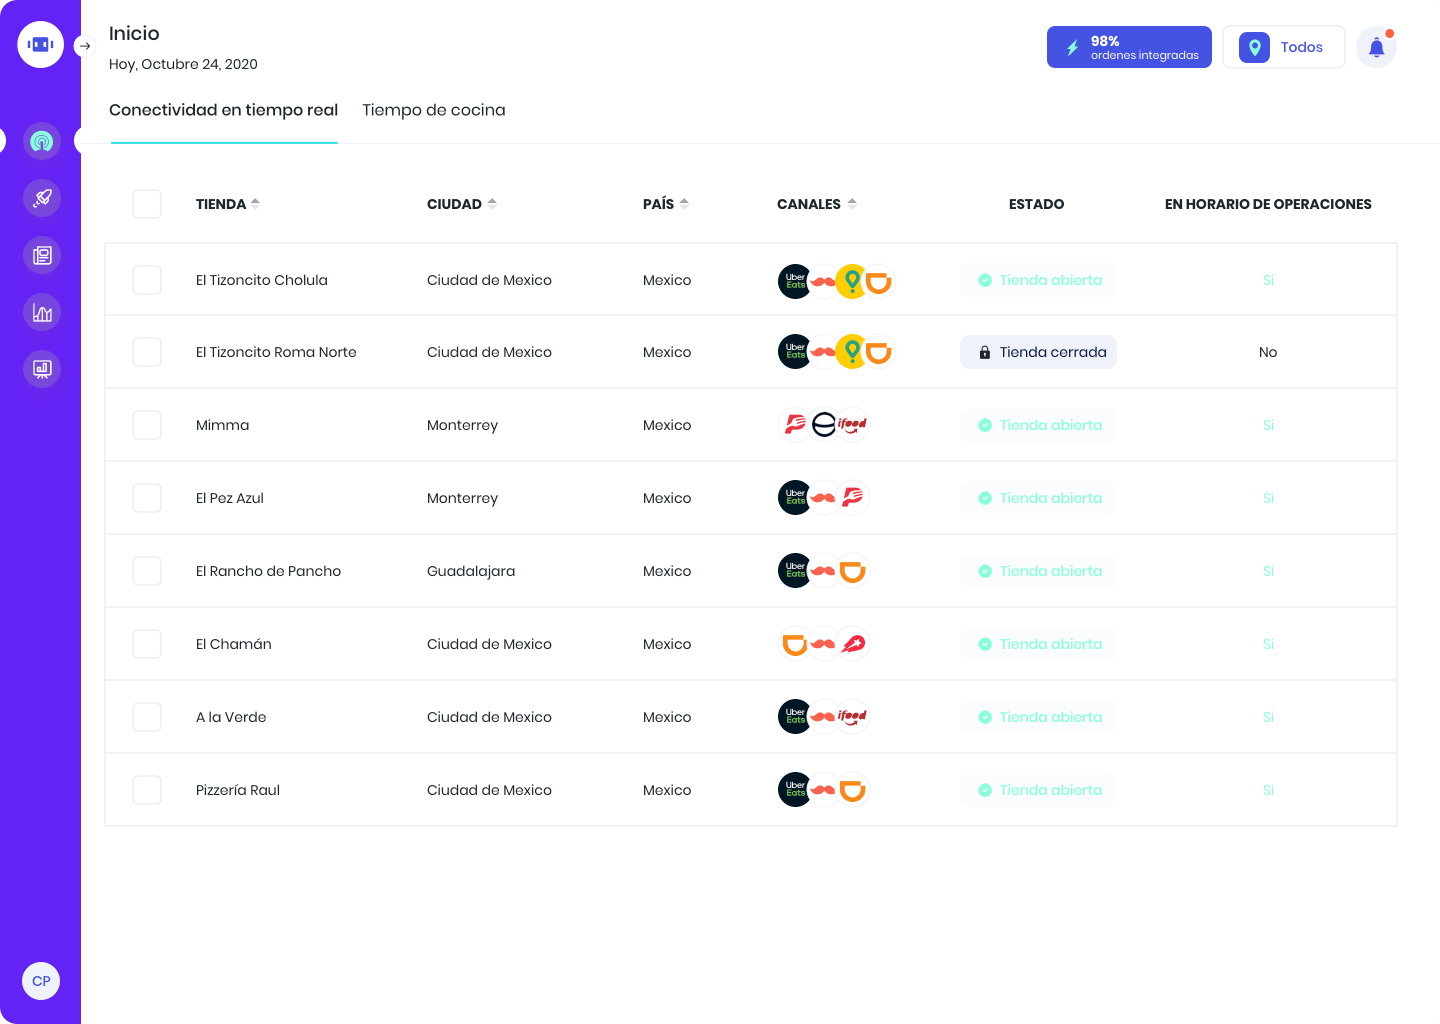 Inicio
Hoy, Octubre 24, 2020
98%
ordenes integradas
Todos
Conectividad en tiempo real Tiempo de cocina
TIENDA CIUDAD PAÍS CANALES ESTADO EN HORARIO DE OPERACIONES
El Tizoncito Cholula Ciudad de Mexico Mexico Uber Eats Tienda abierta Si
El Tizoncito Roma Norte Ciudad de Mexico Mexico Uber Eats Tienda cerrada No
Mimma Monterrey Mexico ifood Tienda abierta Si
El Pez Azul Monterrey Mexico Uber Eats Tienda abierta Si
El Rancho de Pancho Guadalajara Mexico Uber Eats Tienda abierta Si
El Chamán Ciudad de Mexico Mexico Tienda abierta Si
A la Verde Ciudad de Mexico Mexico Uber Eats ifood Tienda abierta Si
Pizzería Raul Ciudad de Mexico Mexico Uber Eats Tienda abierta Si
CP